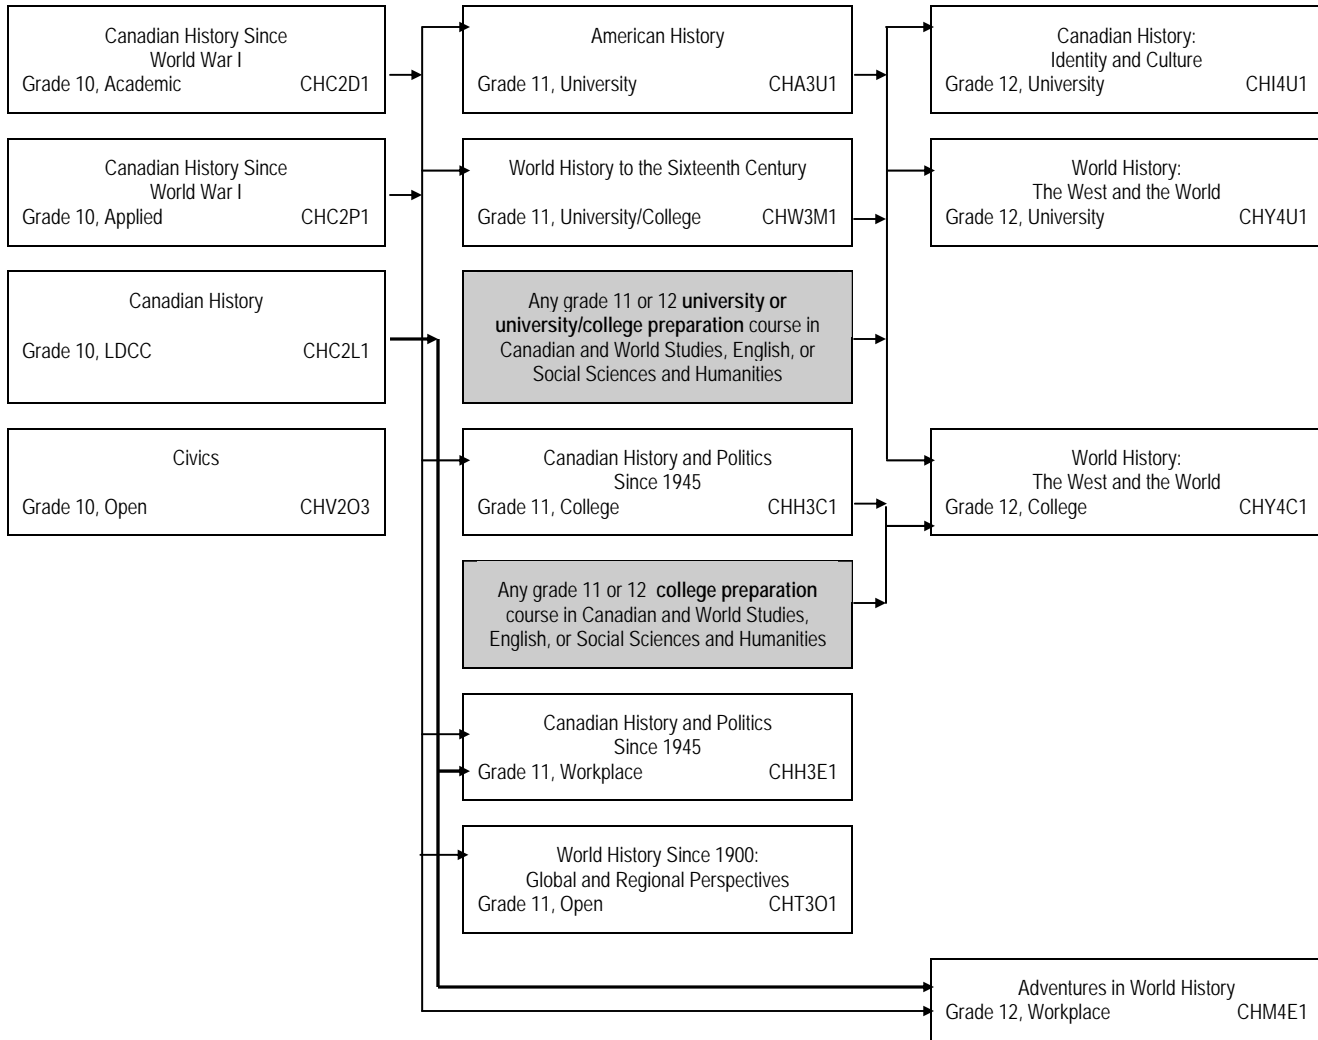 Canadian History Since
World War I
Grade 10, Academic CHC2D1
Canadian History Since
World War I
Grade 10, Applied CHC2P1
Canadian History
Grade 10, LDCC CHC2L1
Civics
Grade 10, Open CHV2O3
American History
Grade 11, University CHA3U1
World History to the Sixteenth Century
Grade 11, University/College CHW3M1
Any grade 11 or 12 university or
university/college preparation course in
Canadian and World Studies, English, or
Social Sciences and Humanities
Canadian History and Politics
Since 1945
Grade 11, College CHH3C1
Any grade 11 or 12 college preparation
course in Canadian and World Studies,
English, or Social Sciences and Humanities
Canadian History and Politics
Since 1945
Grade 11, Workplace CHH3E1
World History Since 1900:
Global and Regional Perspectives
Grade 11, Open CHT3O1
Canadian History:
Identity and Culture
Grade 12, University CHI4U1
World History:
The West and the World
Grade 12, University CHY4U1
World History:
The West and the World
Grade 12, College CHY4C1
Adventures in World History
Grade 12, Workplace CHM4E1